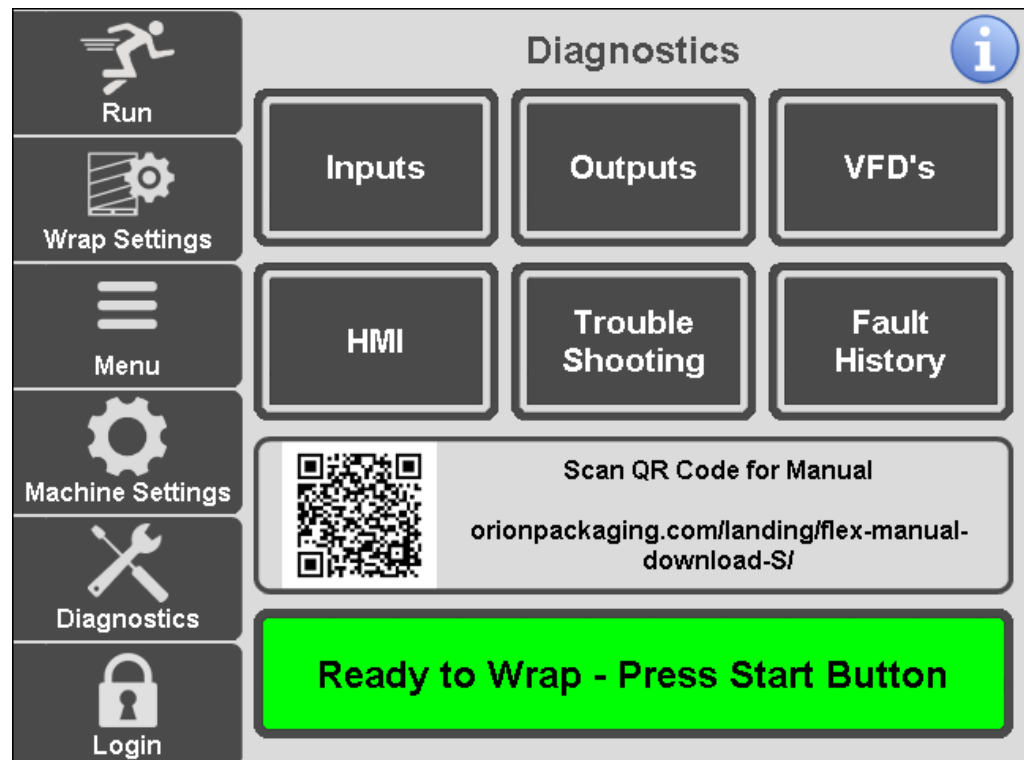 Run
Wrap Settings
Menu
Machine Settings
Diagnostics
Login
Diagnostics
i
Inputs
Outputs
VFD's
HMI
Trouble
Shooting
Fault
History
Scan QR Code for Manual
orionpackaging.com/landing/flex-manual-
download-S/
Ready to Wrap - Press Start Button